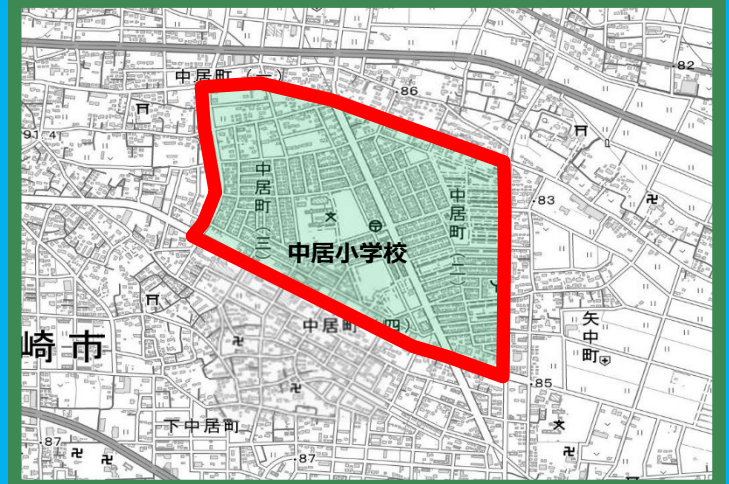 82
中居町（一）
86
91.4
中居町（三）
中居町（二）
83
中居小学校
中居町（四）
矢中町
崎市
85
下中居町
87
87